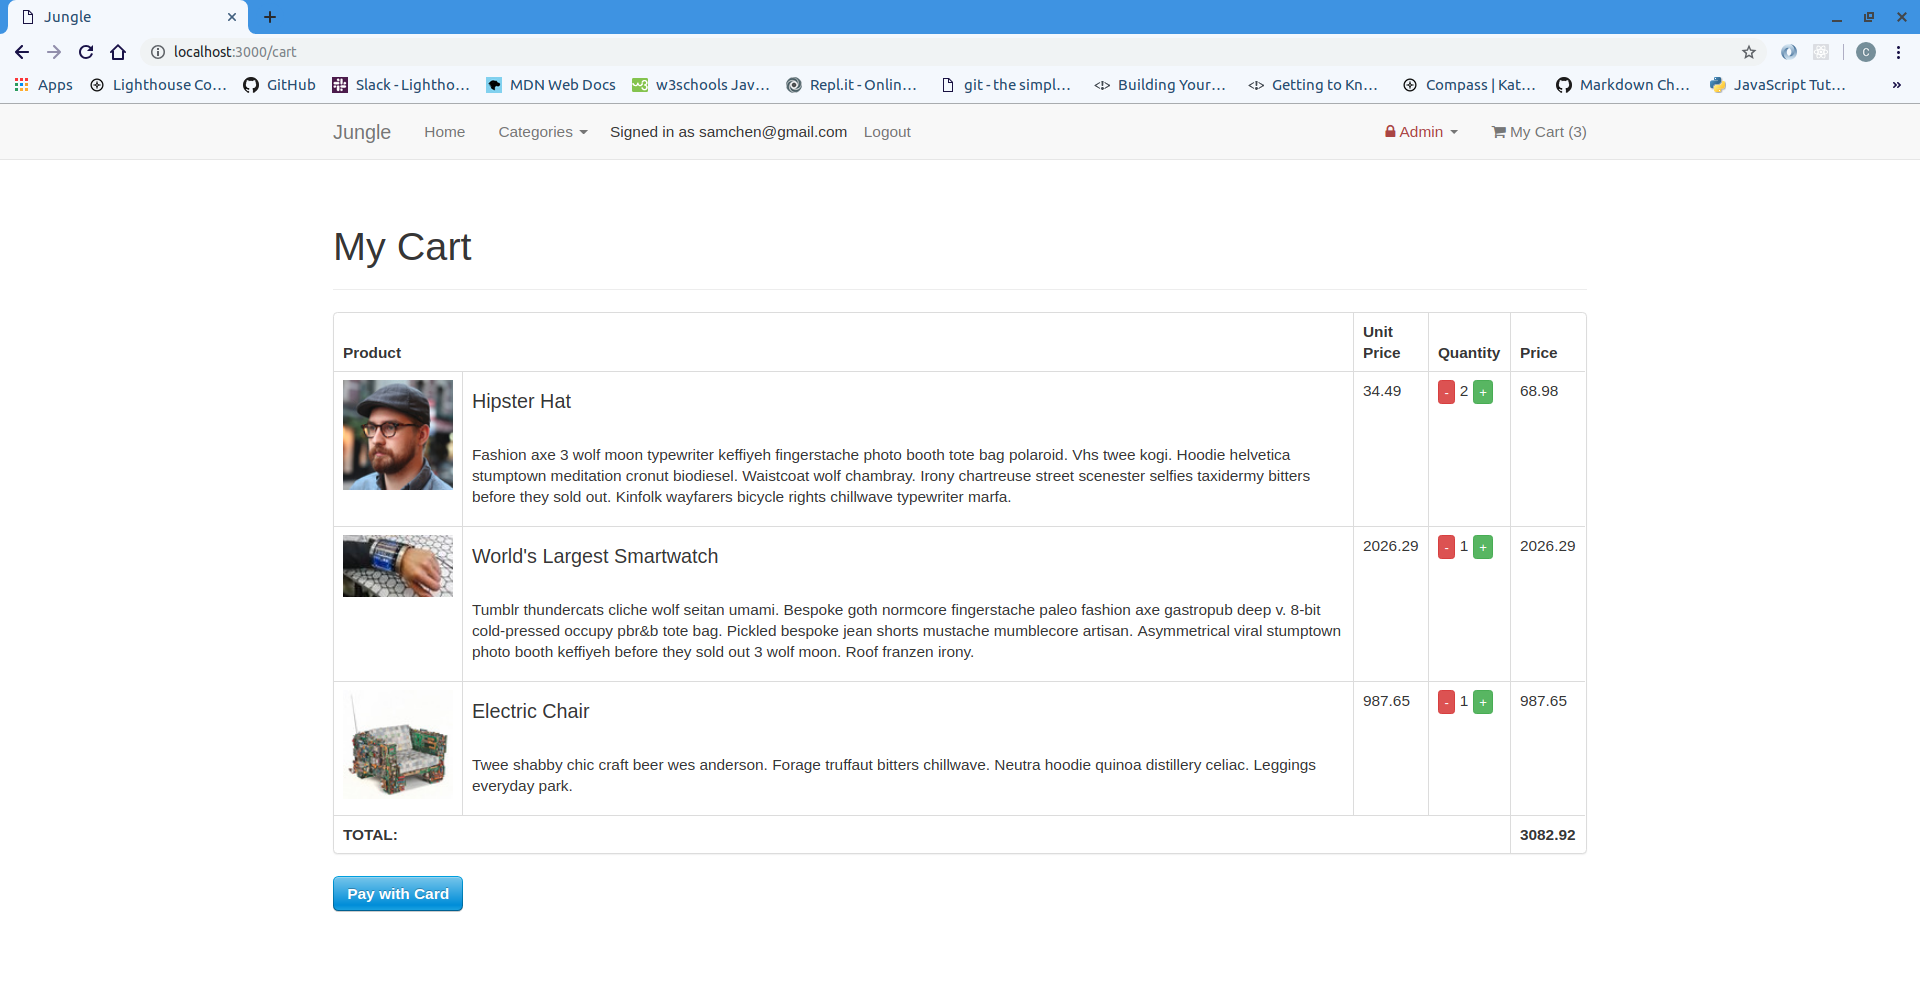 Jungle
localhost:3000/cart
C
Apps Lighthouse Co... GitHub Slack - Lightho... MDN Web Docs w3schools Jav... Repl.it - Onlin... git - the simpl... Building Your... Getting to Kn... Compass | Kat... Markdown Ch... JavaScript Tut... »
Jungle Home Categories Signed in as samchen@gmail.com Logout Admin My Cart (3)
My Cart
Product Unit Price Quantity Price
Hipster Hat 34.49 - 2 + 68.98
Fashion axe 3 wolf moon typewriter keffiyeh fingerstache photo booth tote bag polaroid. Vhs twee kogi. Hoodie helvetica
stumptown meditation cronut biodiesel. Waistcoat wolf chambray. Irony chartreuse street scenester selfies taxidermy bitters
before they sold out. Kinfolk wayfarers bicycle rights chillwave typewriter marfa.
World's Largest Smartwatch 2026.29 - 1 + 2026.29
Tumblr thundercats cliche wolf seitan umami. Bespoke goth normcore fingerstache paleo fashion axe gastropub deep v. 8-bit
cold-pressed occupy pbr&b tote bag. Pickled bespoke jean shorts mustache mumblecore artisan. Asymmetrical viral stumptown
photo booth keffiyeh before they sold out 3 wolf moon. Roof franzen irony.
Electric Chair 987.65 - 1 + 987.65
Twee shabby chic craft beer wes anderson. Forage truffaut bitters chillwave. Neutra hoodie quinoa distillery celiac. Leggings
everyday park.
TOTAL: 3082.92
Pay with Card